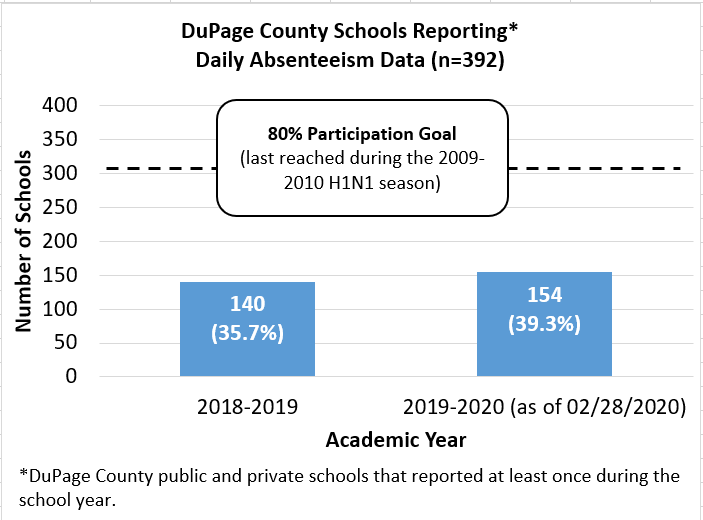 DuPage County Schools Reporting*
Daily Absenteeism Data (n=392)
400
350
300
250
200
150
100
50
0
Number of Schools
80% Participation Goal
(last reached during the 2009-
2010 H1N1 season)
140
(35.7%)
154
(39.3%)
2018-2019
2019-2020 (as of 02/28/2020)
Academic Year
*DuPage County public and private schools that reported at least once during the
school year.